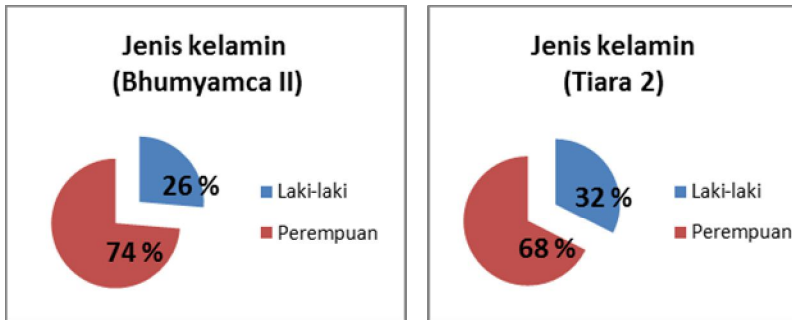 Jenis kelamin
(Bhumyamca II)
26 %
74 %
Laki-laki
Perempuan
Jenis kelamin
(Tiara 2)
32 %
68 %
Laki-laki
Perempuan